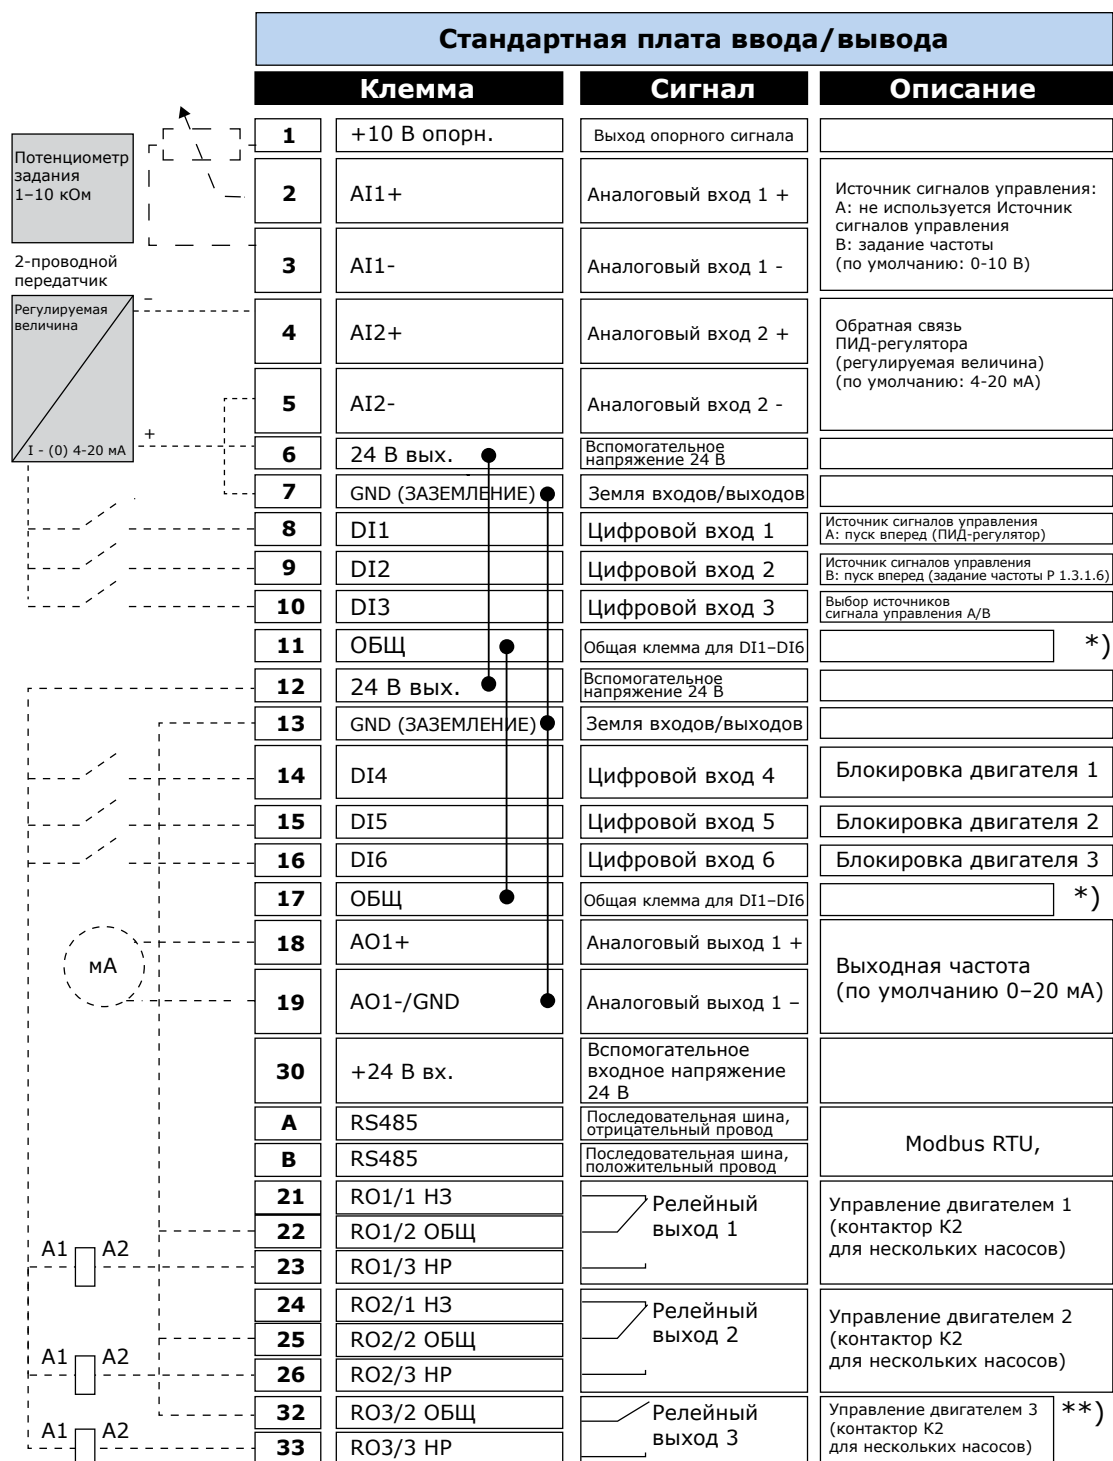 Стандартная плата ввода/вывода
Клемма
Сигнал
Описание
Потенциометр
задания
1–10 кОм
2-проводной
передатчик
Регулируемая
величина
–
+
I - (0) 4-20 мА
1
+10 В опорн.
Выход опорного сигнала
2
AI1+
Аналоговый вход 1 +
Источник сигналов управления:
A: не используется Источник
сигналов управления
B: задание частоты
(по умолчанию: 0-10 В)
3
AI1-
Аналоговый вход 1 -
4
AI2+
Аналоговый вход 2 +
Обратная связь
ПИД-регулятора
(регулируемая величина)
(по умолчанию: 4-20 мА)
5
AI2-
Аналоговый вход 2 -
6
24 В вых.
Вспомогательное
напряжение 24 В
7
GND (ЗАЗЕМЛЕНИЕ)
Земля входов/выходов
8
DI1
Цифровой вход 1
Источник сигналов управления
A: пуск вперед (ПИД-регулятор)
9
DI2
Цифровой вход 2
Источник сигналов управления
B: пуск вперед (задание частоты P 1.3.1.6)
10
DI3
Цифровой вход 3
Выбор источников
сигнала управления A/B
11
ОБЩ
Общая клемма для DI1–DI6
*)
12
24 В вых.
Вспомогательное
напряжение 24 В
13
GND (ЗАЗЕМЛЕНИЕ)
Земля входов/выходов
14
DI4
Цифровой вход 4
Блокировка двигателя 1
15
DI5
Цифровой вход 5
Блокировка двигателя 2
16
DI6
Цифровой вход 6
Блокировка двигателя 3
17
ОБЩ
Общая клемма для DI1–DI6
*)
мА
18
AO1+
Аналоговый выход 1 +
Выходная частота
(по умолчанию 0–20 мА)
19
AO1-/GND
Аналоговый выход 1 –
30
+24 В вх.
Вспомогательное
входное напряжение
24 В
A
RS485
Последовательная шина,
отрицательный провод
Modbus RTU,
B
RS485
Последовательная шина,
положительный провод
21
RO1/1 НЗ
Релейный
выход 1
Управление двигателем 1
(контактор K2
для нескольких насосов)
22
RO1/2 ОБЩ
A1 A2
23
RO1/3 НР
24
RO2/1 НЗ
Релейный
выход 2
Управление двигателем 2
(контактор K2
для нескольких насосов)
25
RO2/2 ОБЩ
A1 A2
26
RO2/3 НР
32
RO3/2 ОБЩ
Релейный
выход 3
Управление двигателем 3
(контактор K2
для нескольких насосов)
**)
A1 A2
33
RO3/3 НР